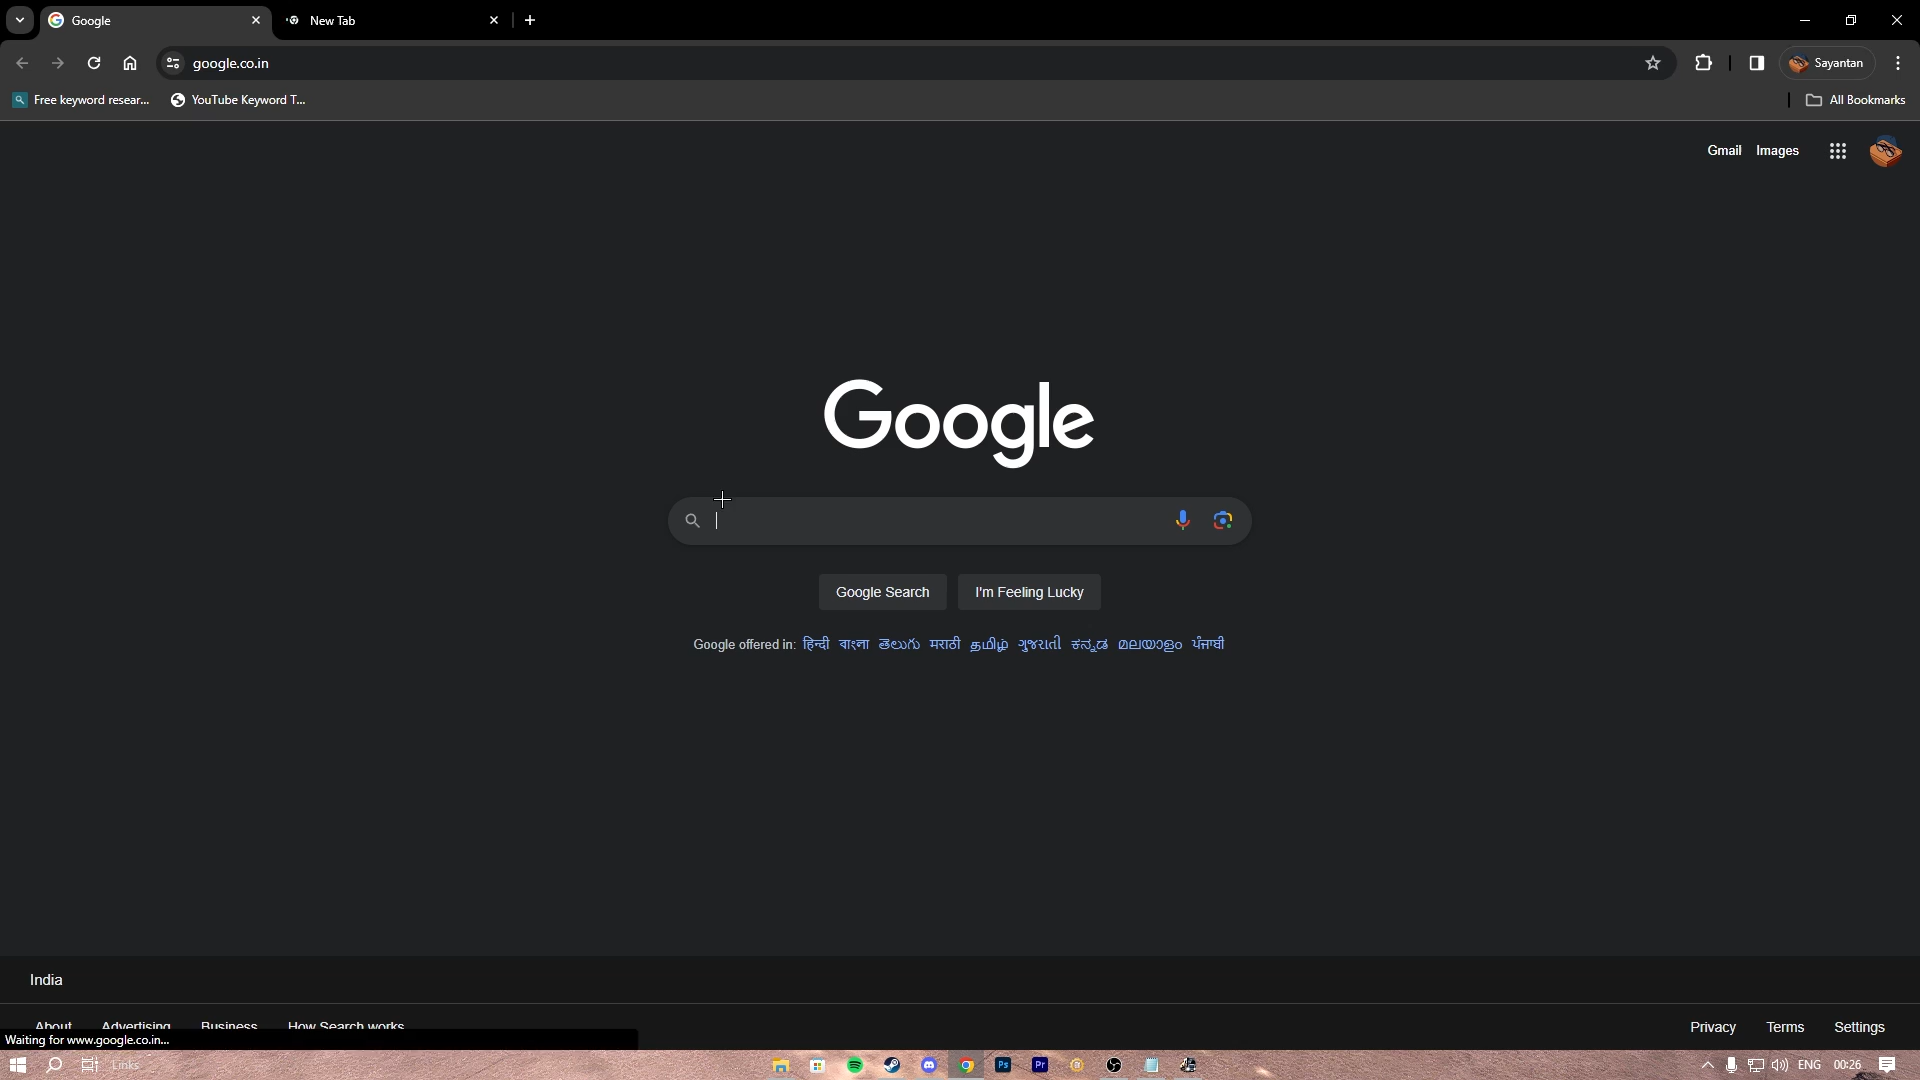 Google
New Tab
google.co.in
Sayantan
Free keyword resear...
YouTube Keyword T...
All Bookmarks
Gmail Images
Google
Google Search
I'm Feeling Lucky
Google offered in: हिन्दी বাংলা తెలుగు मराठी தமிழ் ગુજરાતી ಕನ್ನಡ മലയാളം ਪੰਜਾਬੀ
India
About Advertising Business How Search works
Privacy Terms Settings
Waiting for www.google.co.in...
Links
Ps
Pr
ENG
00:26